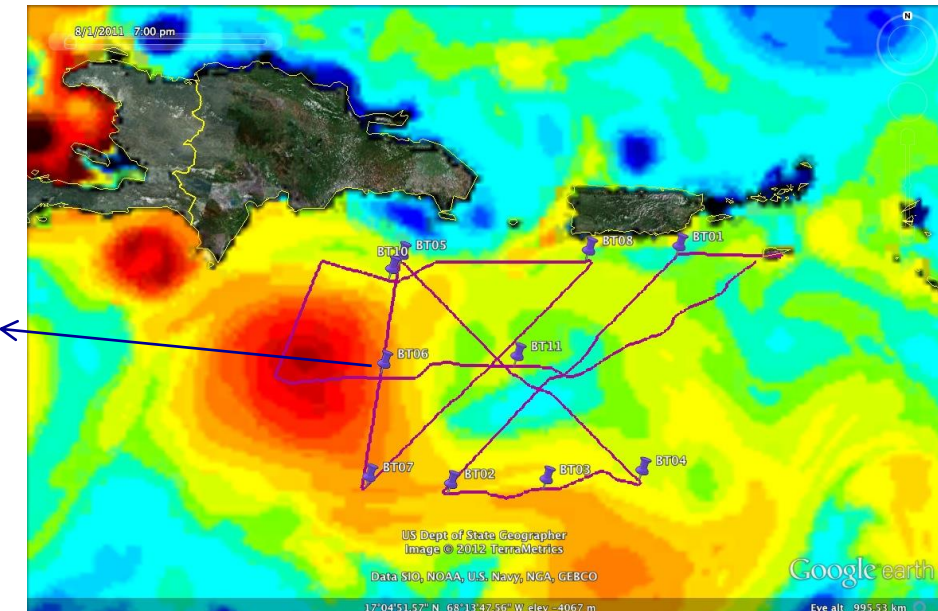 8/1/2011 7:00 pm
N
BT05
BT10
BT08
BT01
BT06
BT11
BT07
BT02
BT03
BT04
US Dept of State Geographer
Image © 2012 TerraMetrics
Data SIO, NOAA, U.S. Navy, NGA, GEBCO
Google earth
17°04'51.57" N 68°13'47.56" W elev -4067 m
Eye alt 995.53 km